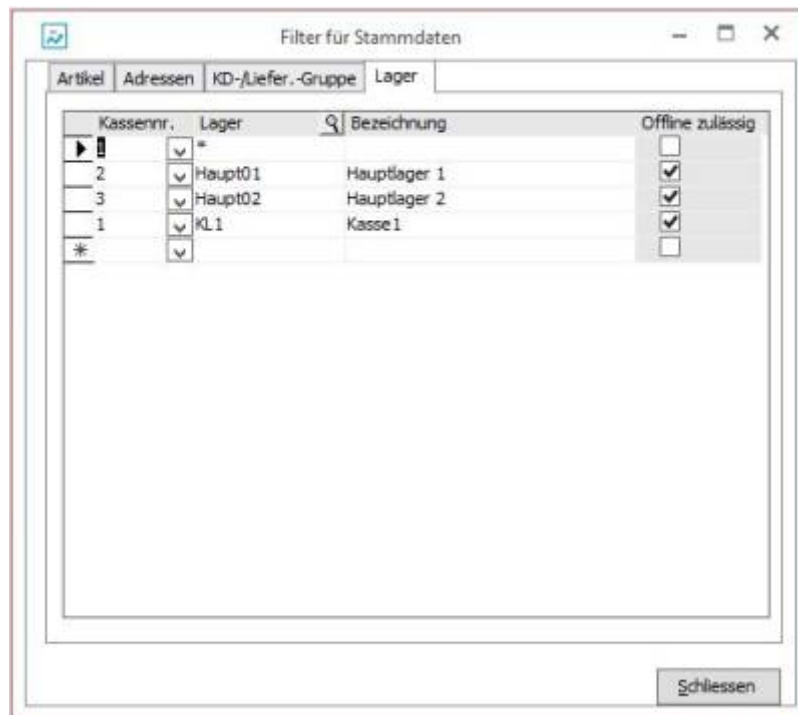 Filter für Stammdaten
Artikel Adressen KD-/Liefer.-Gruppe Lager
Kassennr. Lager Bezeichnung Offline zulässig
1 *
2 Haupt01 Hauptlager 1
3 Haupt02 Hauptlager 2
1 KL1 Kasse1
Schliessen